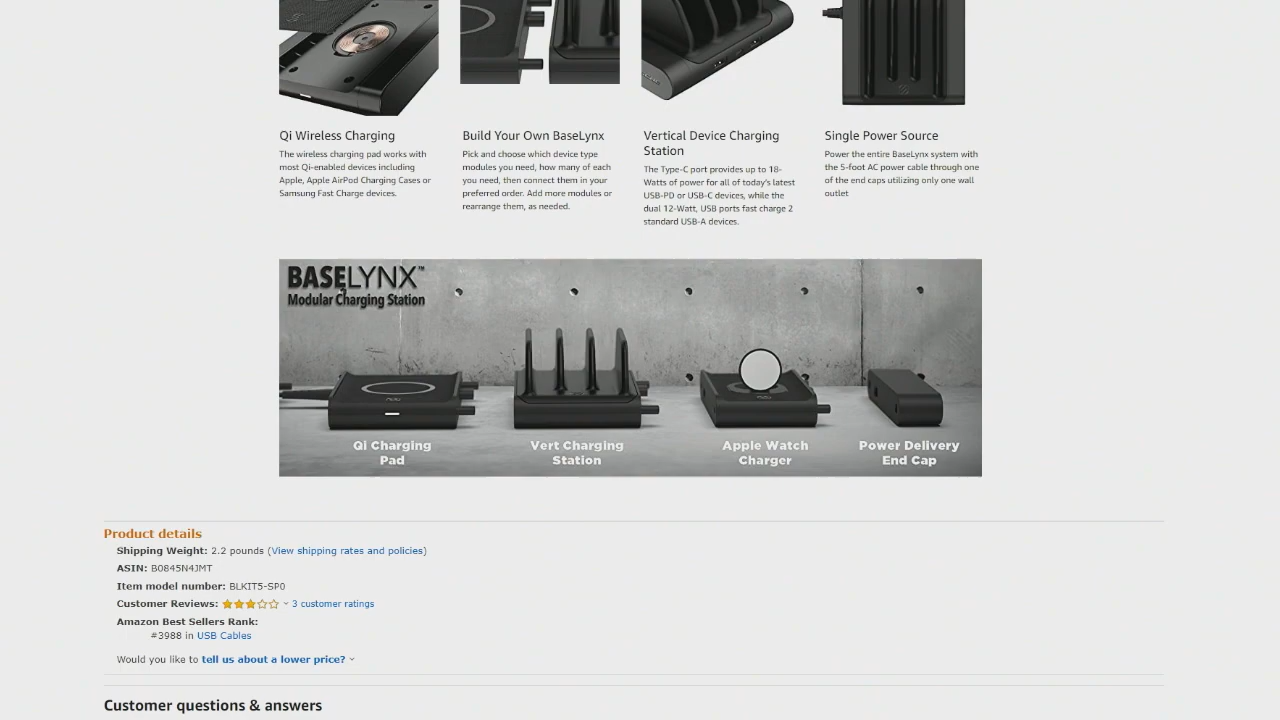 Qi Wireless Charging
The wireless charging pad works with
most Qi-enabled devices including
Apple, Apple AirPod Charging Cases or
Samsung Fast Charge devices.
Build Your Own BaseLynx
Pick and choose which device type
modules you need, how many of each
you need, then connect them in your
preferred order. Add more modules or
rearrange them, as needed.
Vertical Device Charging
Station
The Type-C port provides up to 18-
Watts of power for all of today's latest
USB-PD or USB-C devices, while the
dual 12-Watt, USB ports fast charge 2
standard USB-A devices.
Single Power Source
Power the entire BaseLynx system with
the 5-foot AC power cable through one
of the end caps utilizing only one wall
outlet
BASELYNX™
Modular Charging Station
Qi Charging
Pad
Vert Charging
Station
Apple Watch
Charger
Power Delivery
End Cap
Product details
Shipping Weight: 2.2 pounds (View shipping rates and policies)
ASIN: B0845N4JMT
Item model number: BLKIT5-SP0
Customer Reviews: 3 customer ratings
Amazon Best Sellers Rank:
#3988 in USB Cables
Would you like to tell us about a lower price?
Customer questions & answers